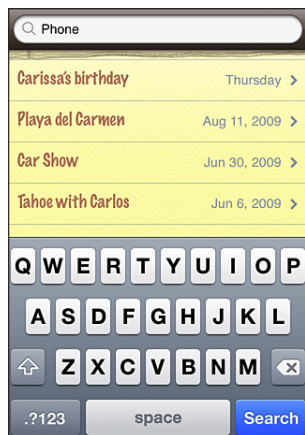 Phone
Carissa's birthday Thursday
Playa del Carmen Aug 11, 2009
Car Show Jun 30, 2009
Tahoe with Carlos Jun 6, 2009
Q W E R T Y U I O P
A S D F G H J K L
Z X C V B N M
.?123 space Search